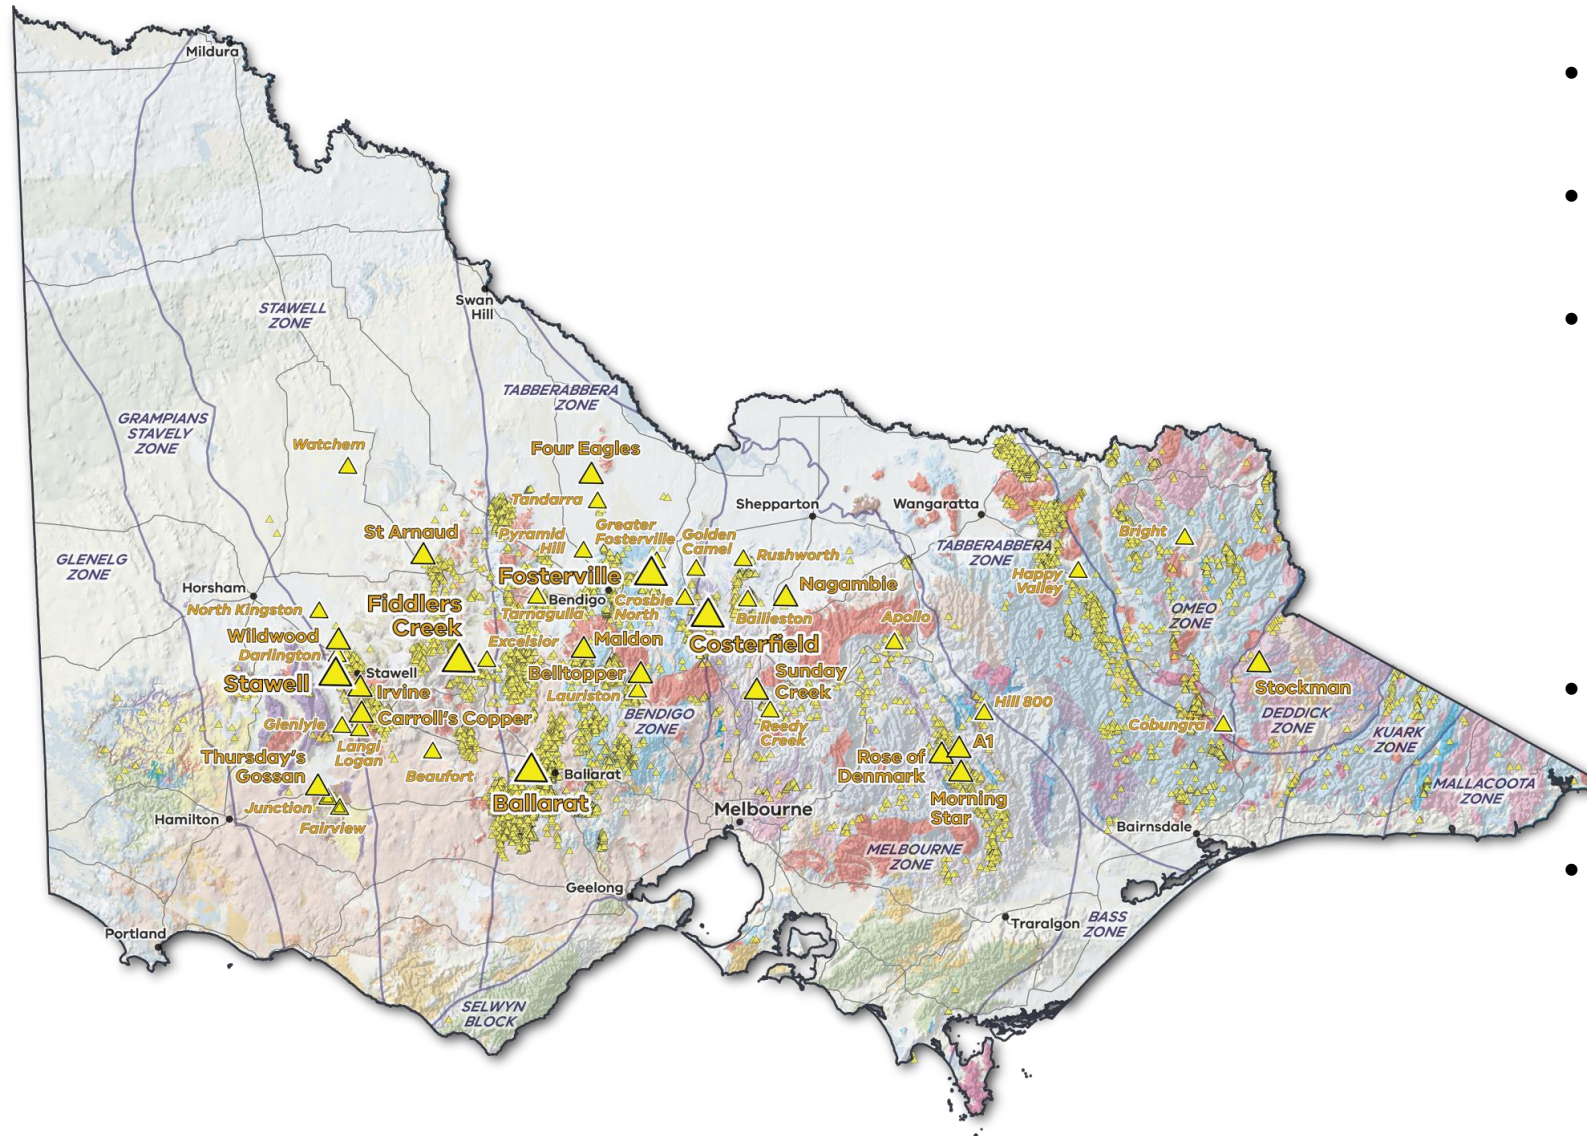 Mildura
Swan
Hill
STAWELL
ZONE
TABBERABBERA
ZONE
GRAMPIANS
STAVELY
ZONE
Watchem
Four Eagles
Tandarra
Shepparton
Wangaratta
St Arnaud
Pyramid
Hill
Greater
Fosterville
Golden
Camel
Rushworth
TABBERABBERA
ZONE
Bright
GLENELG
ZONE
Fosterville
Nagambie
Happy
Valley
Horsham
North Kingston
Fiddlers
Creek
Tarnagulla
Bendigo
Crosbie
North
Bailieston
Apollo
OMEO
ZONE
Wildwood
Darlington
Excelsior
Maldon
Costerfield
Stawell
Stawell
Irvine
Belltopper
Lauriston
Sunday
Creek
Stockman
Carroll's Copper
Glenlyle
Langi
Logan
BENDIGO
ZONE
Reedy
Creek
Hill 800
Cobungra
DEDDICK
ZONE
KUARK
ZONE
Thursday's
Gossan
Beaufort
Ballarat
Ballarat
A1
Rose of
Denmark
MALLACOOTA
ZONE
Junction
Fairview
Hamilton
Melbourne
Morning
Star
Bairnsdale
MELBOURNE
ZONE
Geelong
Portland
Traralgon
BASS
ZONE
SELWYN
BLOCK